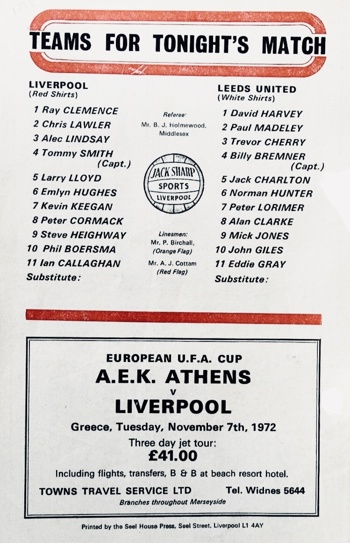 TEAMS FOR TONIGHT'S MATCH
LIVERPOOL
(Red Shirts)
1 Ray CLEMENCE
2 Chris LAWLER
3 Alec LINDSAY
4 Tommy SMITH
(Capt.)
5 Larry LLOYD
6 Emlyn HUGHES
7 Kevin KEEGAN
8 Peter CORMACK
9 Steve HEIGHWAY
10 Phil BOERSMA
11 Ian CALLAGHAN
Substitute:
Referee:
Mr. B. J. Homewood,
Middlesex
JACK SHARP
SPORTS
LIVERPOOL
Linesmen:
Mr. P. Birchall,
(Orange Flag)
Mr. A. J. Cottam
(Red Flag)
LEEDS UNITED
(White Shirts)
1 David HARVEY
2 Paul MADELEY
3 Trevor CHERRY
4 Billy BREMNER
(Capt.)
5 Jack CHARLTON
6 Norman HUNTER
7 Peter LORIMER
8 Alan CLARKE
9 Mick JONES
10 John GILES
11 Eddie GRAY
Substitute:
EUROPEAN U.F.A. CUP
A.E.K. ATHENS
v
LIVERPOOL
Greece, Tuesday, November 7th, 1972
Three day jet tour:
£41.00
Including flights, transfers, B & B at beach resort hotel.
TOWNS TRAVEL SERVICE LTD Tel. Widnes 5644
Branches throughout Merseyside
Printed by the Seel House Press, Seel Street, Liverpool L1 4AY